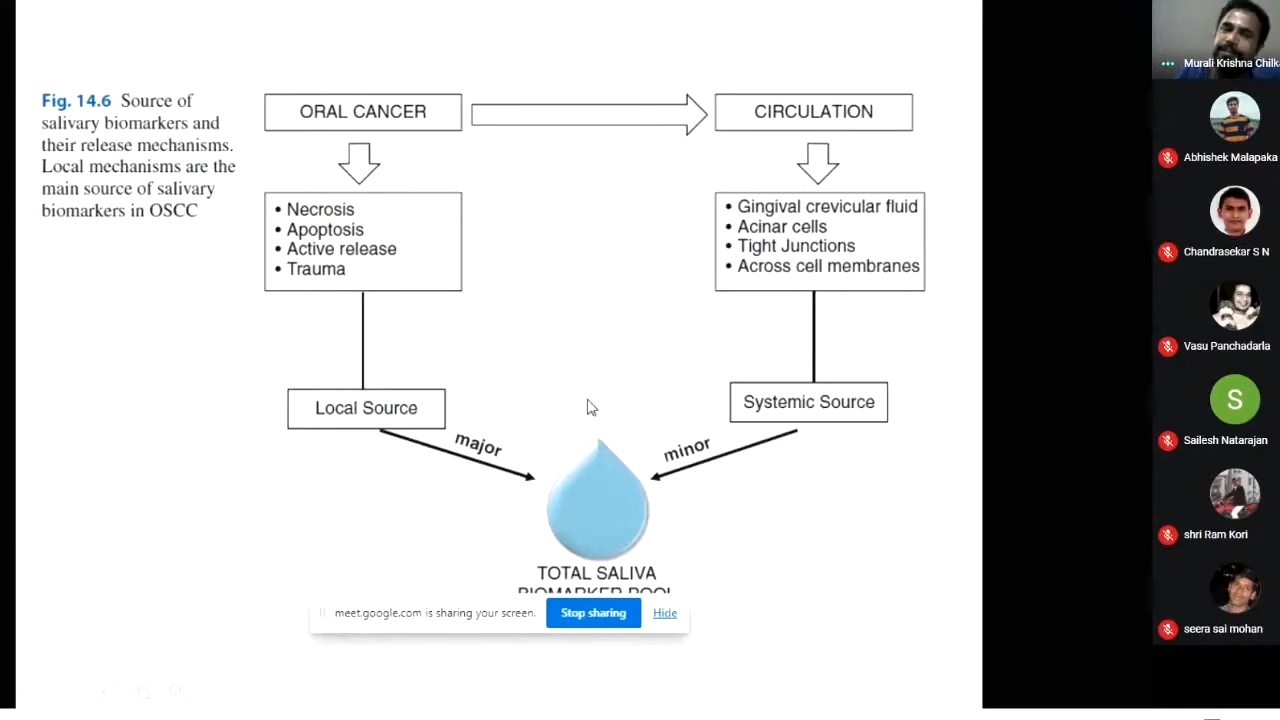 Fig. 14.6 Source of
salivary biomarkers and
their release mechanisms.
Local mechanisms are the
main source of salivary
biomarkers in OSCC
ORAL CANCER
CIRCULATION
• Necrosis
• Apoptosis
• Active release
• Trauma
• Gingival crevicular fluid
• Acinar cells
• Tight Junctions
• Across cell membranes
Local Source
Systemic Source
major
minor
TOTAL SALIVA
BIOMARKER POOL
meet.google.com is sharing your screen.
Stop sharing
Hide
Murali Krishna Chilk
Abhishek Malapaka
Chandrasekar S N
Vasu Panchadarla
S
Sailesh Natarajan
shri Ram Kori
seera sai mohan